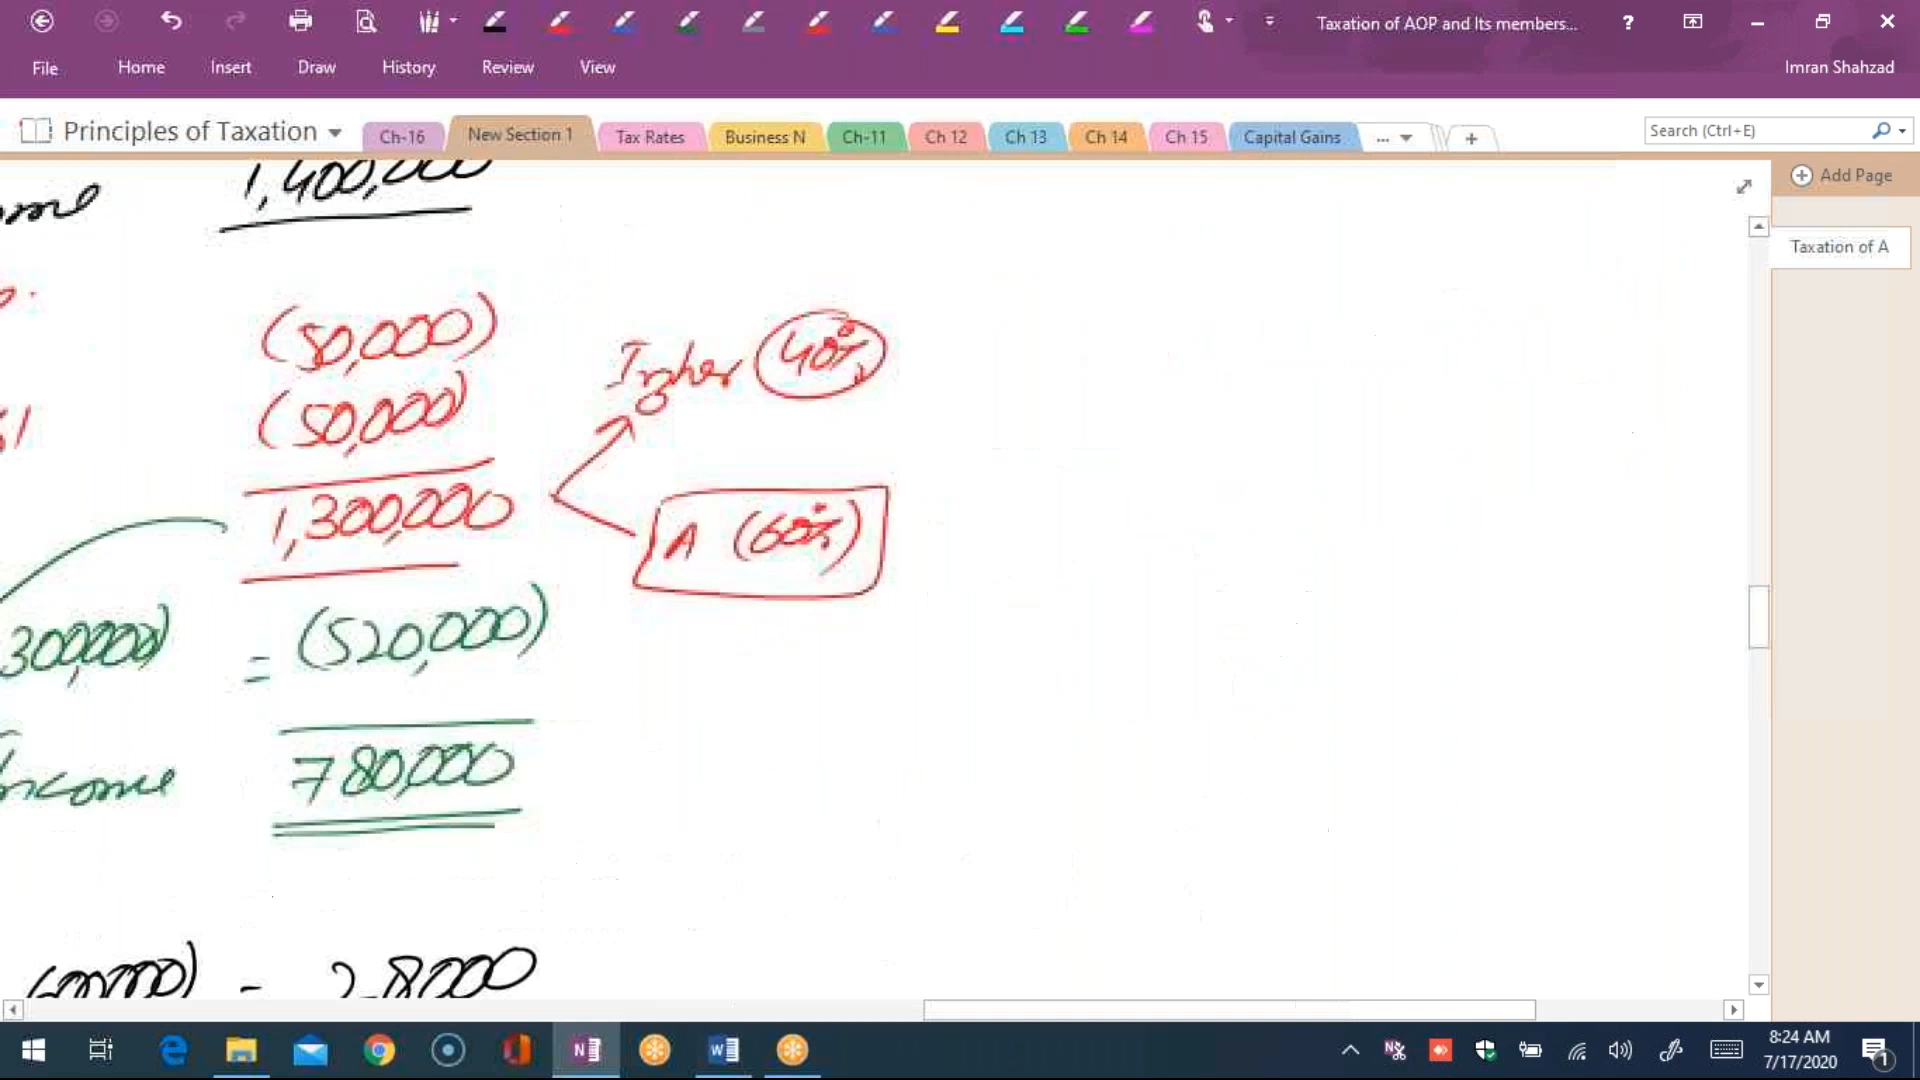 Taxation of AOP and Its members...
?
File Home Insert Draw History Review View
Imran Shahzad
Principles of Taxation
Ch-16 New Section 1 Tax Rates Business N Ch-11 Ch 12 Ch 13 Ch 14 Ch 15 Capital Gains ... +
Search (Ctrl+E)
Add Page
Taxation of A
ome 1,400,000
(50,000)
40%
(50,000)
1,300,000
A (60%)
300,000) = (520,000)
Income 780,000
8:24 AM
7/17/2020
1